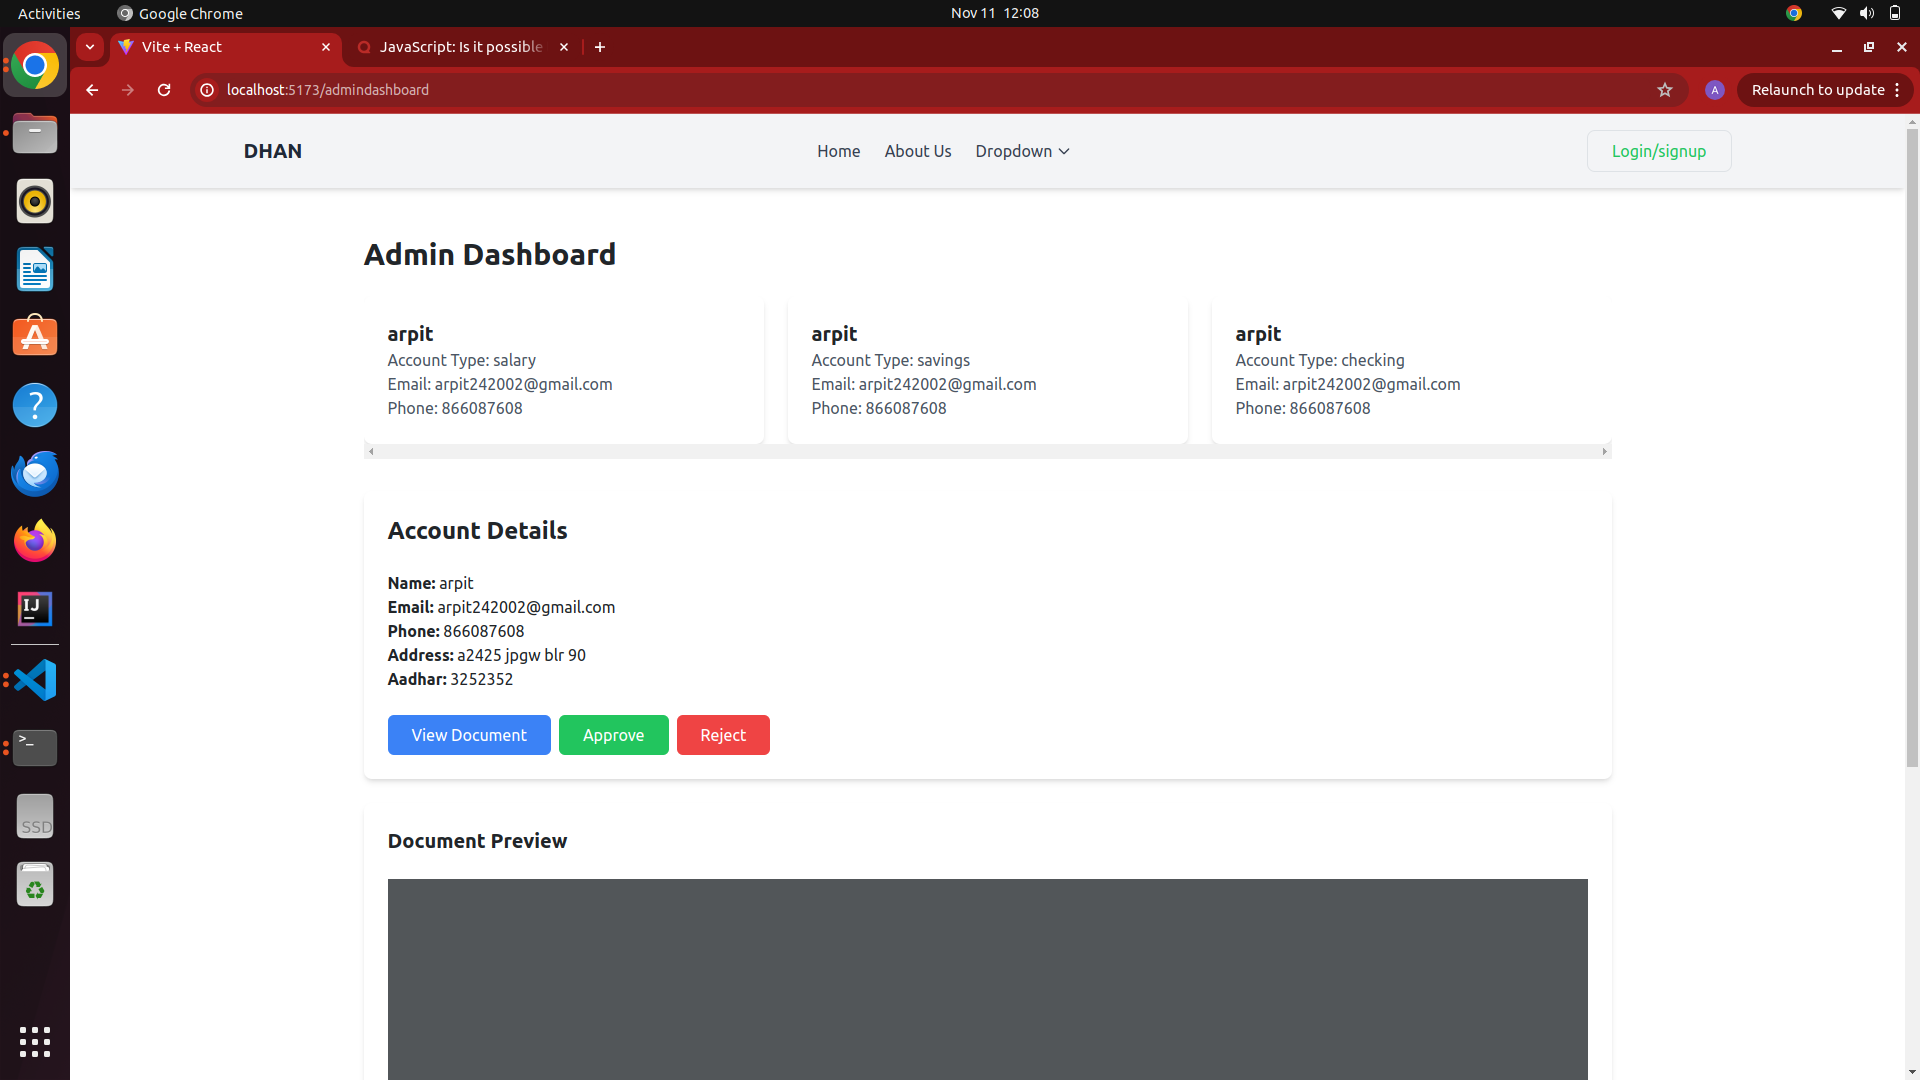 Activities
Google Chrome
Nov 11 12:08
Vite + React
JavaScript: Is it possible
localhost:5173/admindashboard
A
Relaunch to update
DHAN
Home
About Us
Dropdown
Login/signup
Admin Dashboard
arpit
Account Type: salary
Email: arpit242002@gmail.com
Phone: 866087608
arpit
Account Type: savings
Email: arpit242002@gmail.com
Phone: 866087608
arpit
Account Type: checking
Email: arpit242002@gmail.com
Phone: 866087608
Account Details
Name: arpit
Email: arpit242002@gmail.com
Phone: 866087608
Address: a2425 jpgw blr 90
Aadhar: 3252352
View Document
Approve
Reject
Document Preview
IJ
>_
SSD